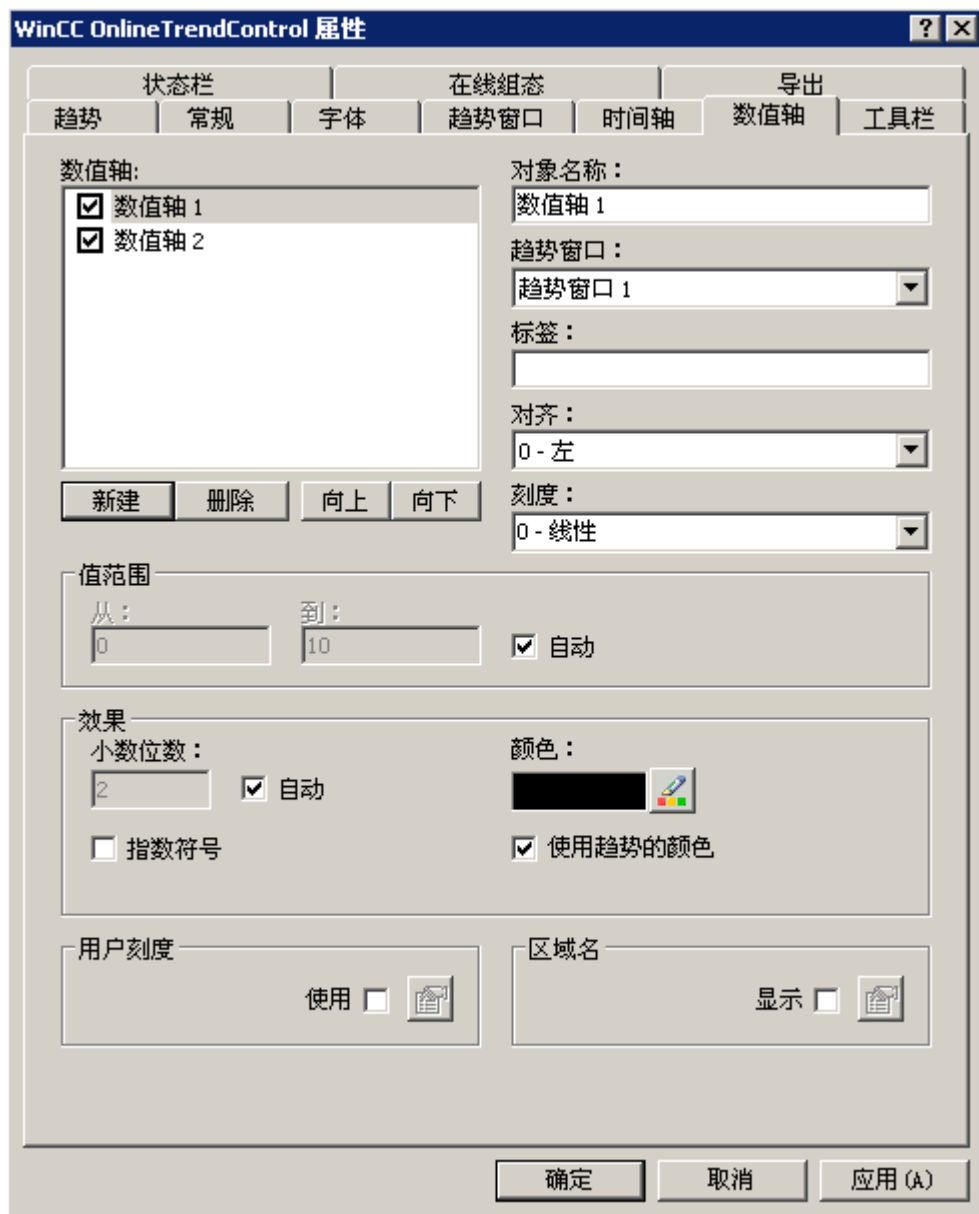 WinCC OnlineTrendControl 属性
状态栏 在线组态 导出
趋势 常规 字体 趋势窗口 时间轴 数值轴 工具栏
数值轴:
数值轴 1
数值轴 2
新建 删除 向上 向下
对象名称：
数值轴 1
趋势窗口：
趋势窗口 1
标签：
对齐：
0 - 左
刻度：
0 - 线性
值范围
从： 到：
0 10 自动
效果
小数位数： 颜色：
2 自动
指数符号 使用趋势的颜色
用户刻度 区域名
使用 显示
确定 取消 应用(A)